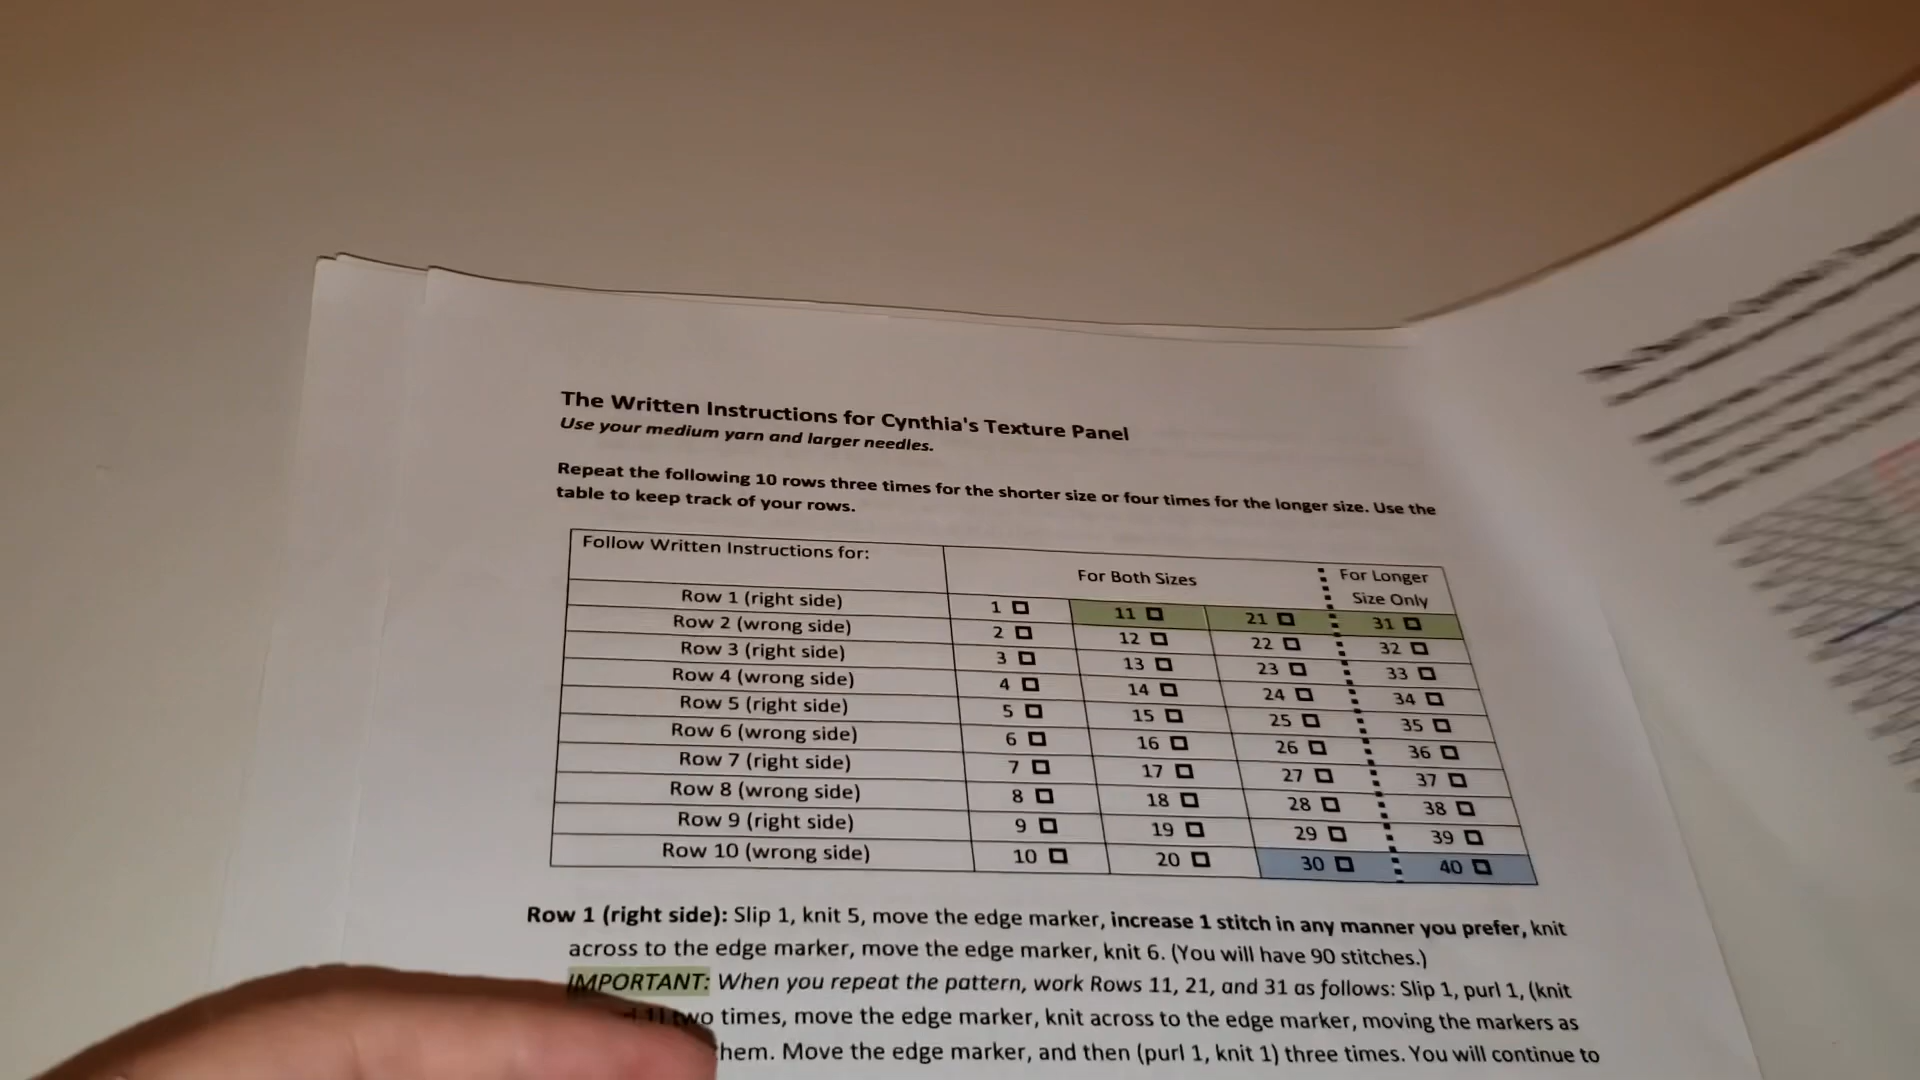 The Written Instructions for Cynthia's Texture Panel
Use your medium yarn and larger needles.
Repeat the following 10 rows three times for the shorter size or four times for the longer size. Use the
table to keep track of your rows.
Follow Written Instructions for:
For Both Sizes
For Longer
Size Only
Row 1 (right side) 1 11 21 31
Row 2 (wrong side) 2 12 22 32
Row 3 (right side) 3 13 23 33
Row 4 (wrong side) 4 14 24 34
Row 5 (right side) 5 15 25 35
Row 6 (wrong side) 6 16 26 36
Row 7 (right side) 7 17 27 37
Row 8 (wrong side) 8 18 28 38
Row 9 (right side) 9 19 29 39
Row 10 (wrong side) 10 20 30 40
Row 1 (right side): Slip 1, knit 5, move the edge marker, increase 1 stitch in any manner you prefer, knit
across to the edge marker, move the edge marker, knit 6. (You will have 90 stitches.)
IMPORTANT: When you repeat the pattern, work Rows 11, 21, and 31 as follows: Slip 1, purl 1, (knit
two times, move the edge marker, knit across to the edge marker, moving the markers as
them. Move the edge marker, and then (purl 1, knit 1) three times. You will continue to